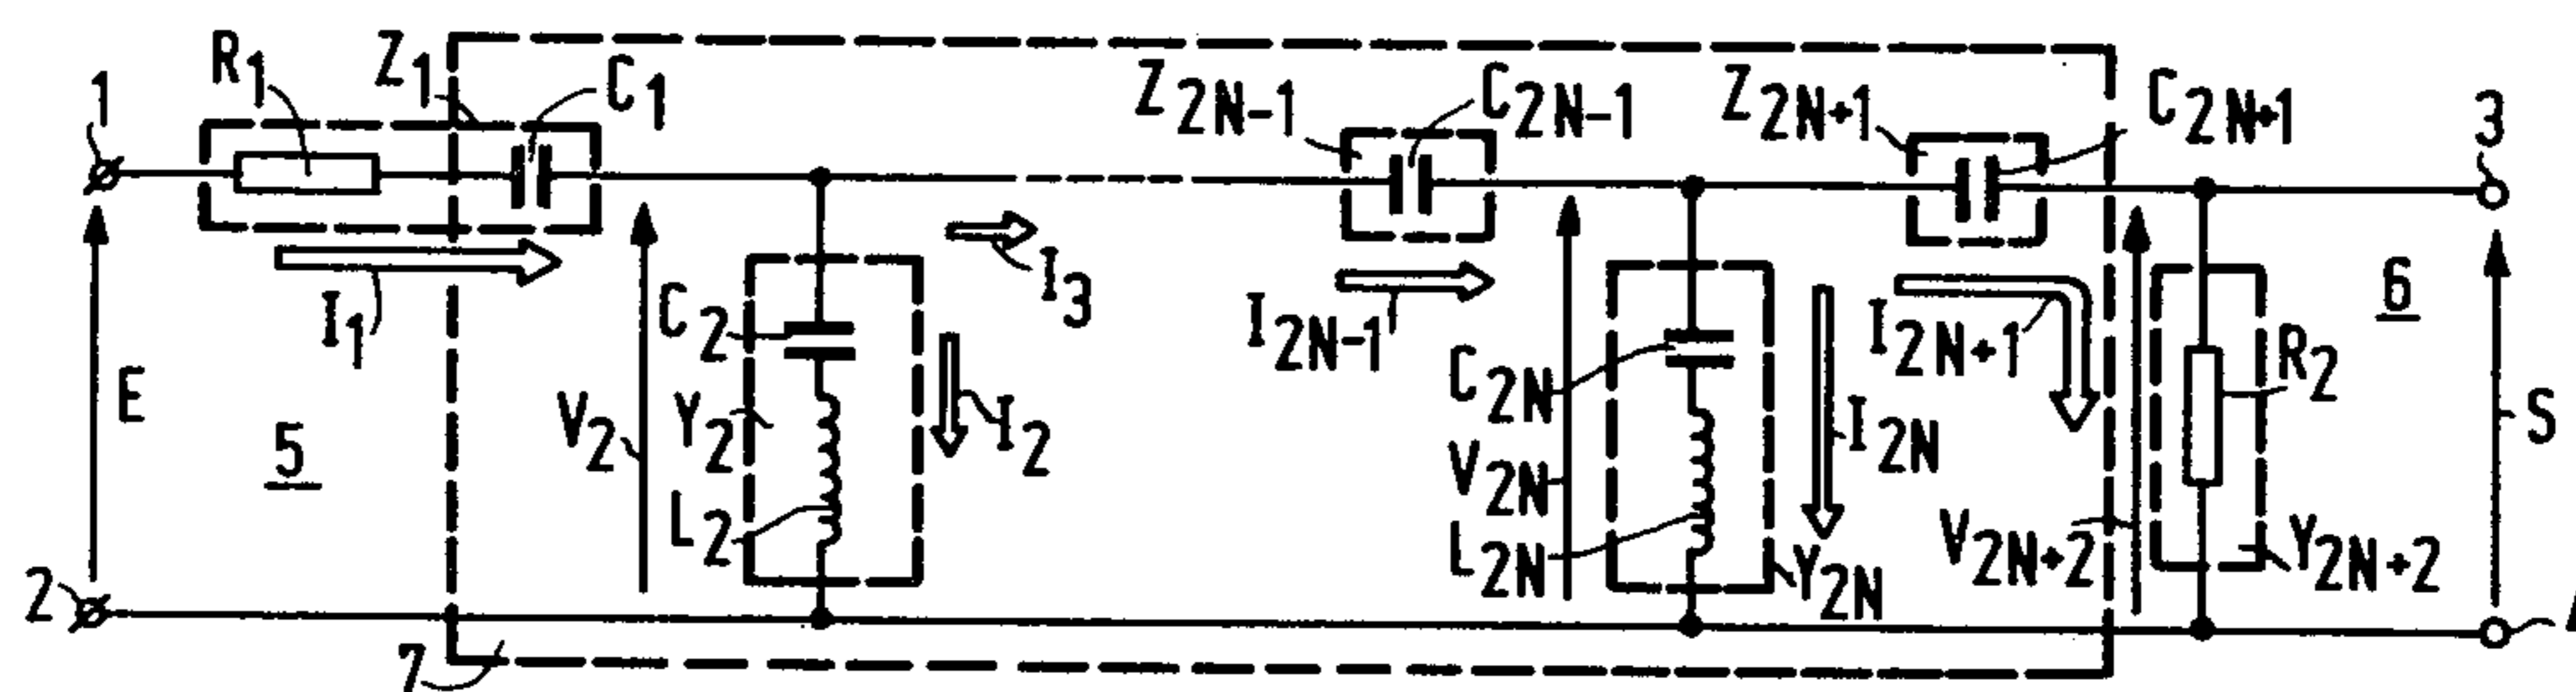 1
R1
Z1
C1
Z2N-1
C2N-1
Z2N+1
C2N+1
3
I1
E
5
V2
C2
Y2
L2
I2
I3
I2N-1
C2N
V2N
L2N
I2N
Y2N
I2N+1
V2N+2
R2
Y2N+2
6
S
2
7